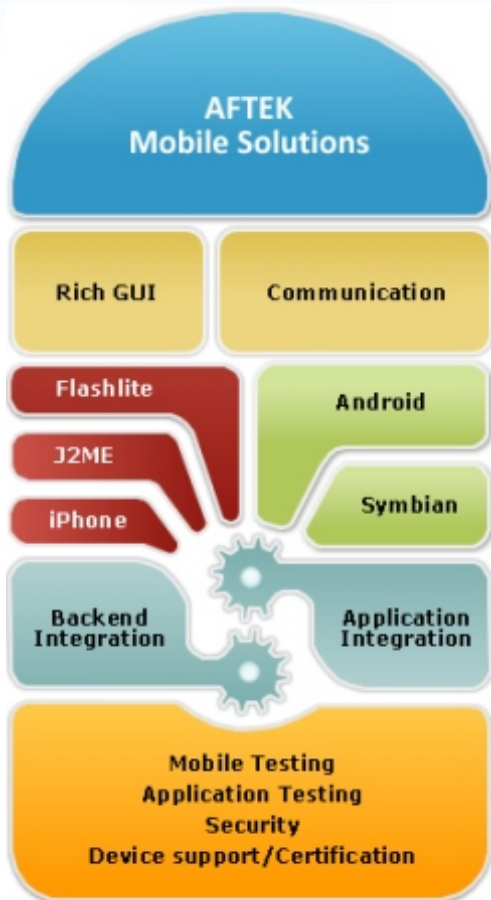 AFTEK
Mobile Solutions
Rich GUI
Communication
Flashlite
J2ME
iPhone
Android
Symbian
Backend
Integration
Application
Integration
Mobile Testing
Application Testing
Security
Device support/Certification